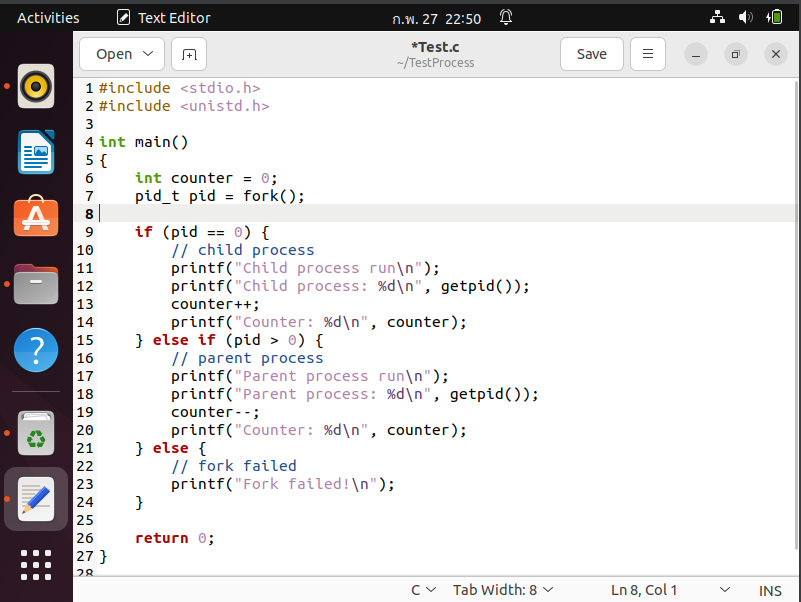 Activities Text Editor ก.พ. 27 22:50
Open *Test.c Save
~/TestProcess
1 #include <stdio.h>
2 #include <unistd.h>
3
4 int main()
5 {
6     int counter = 0;
7     pid_t pid = fork();
8
9     if (pid == 0) {
10         // child process
11         printf("Child process run\n");
12         printf("Child process: %d\n", getpid());
13         counter++;
14         printf("Counter: %d\n", counter);
15     } else if (pid > 0) {
16         // parent process
17         printf("Parent process run\n");
18         printf("Parent process: %d\n", getpid());
19         counter--;
20         printf("Counter: %d\n", counter);
21     } else {
22         // fork failed
23         printf("Fork failed!\n");
24     }
25
26     return 0;
27 }
28
C Tab Width: 8 Ln 8, Col 1 INS